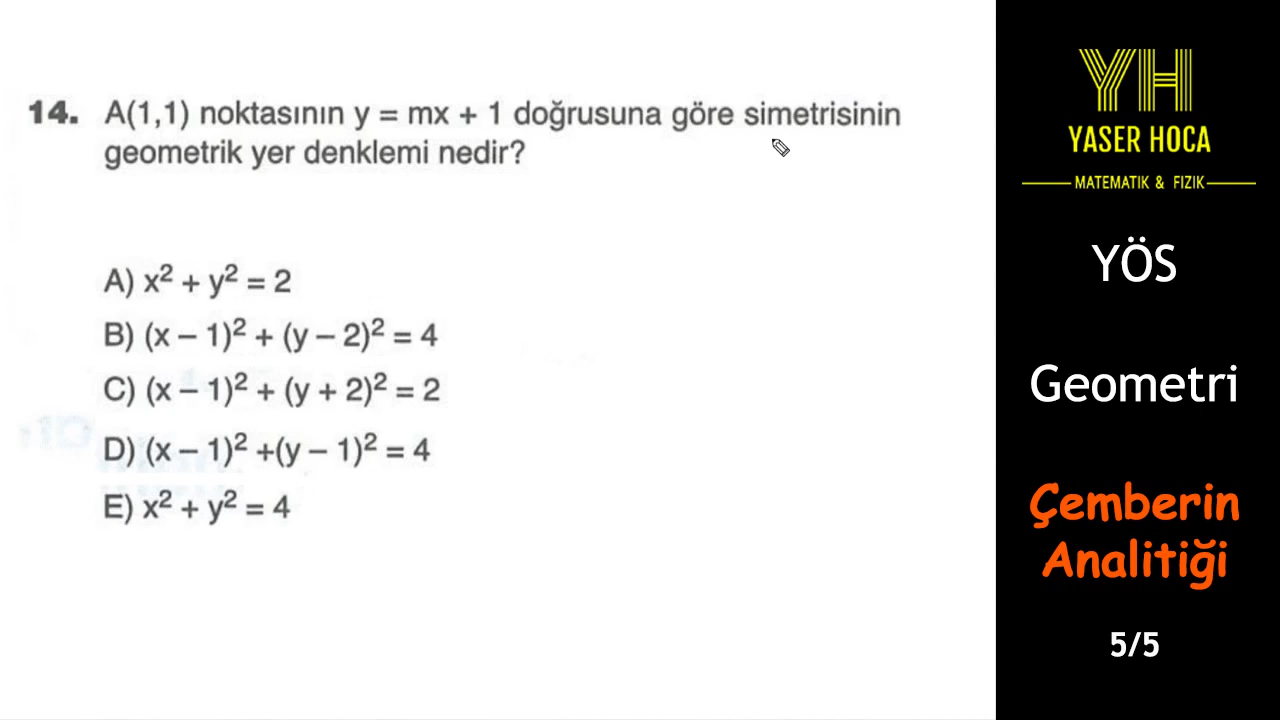 14. A(1,1) noktasının y = mx + 1 doğrusuna göre simetrisinin
geometrik yer denklemi nedir?
A) x² + y² = 2
B) (x – 1)² + (y – 2)² = 4
C) (x – 1)² + (y + 2)² = 2
D) (x – 1)² +(y – 1)² = 4
E) x² + y² = 4
YH
YASER HOCA
MATEMATIK & FIZIK
YÖS
Geometri
Çemberin
Analitiği
5/5